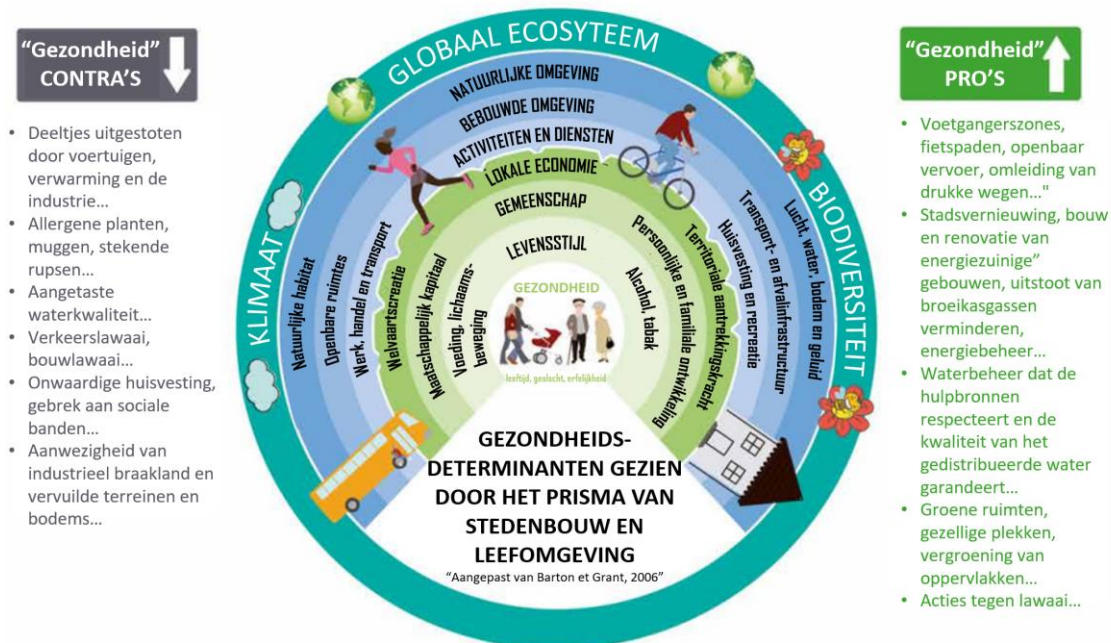 “Gezondheid”
CONTRA'S
• Deeltjes uitgestoten
door voertuigen,
verwarming en de
industrie…
• Allergene planten,
muggen, stekende
rupsen…
• Aangetaste
waterkwaliteit…
• Verkeerslawaai,
bouwlawaai…
• Onwaardige huisvesting,
gebrek aan sociale
banden…
• Aanwezigheid van
industrieel braakland en
vervuilde terreinen en
bodems…
GLOBAAL ECOSYTEEM
KLIMAAT
BIODIVERSITEIT
NATUURLIJKE OMGEVING
BEBOUWDE OMGEVING
ACTIVITEITEN EN DIENSTEN
LOKALE ECONOMIE
GEMEENSCHAP
LEVENSSTIJL
GEZONDHEID
leeftijd, geslacht, erfelijkheid
Natuurlijke habitat
Openbare ruimtes
Werk, handel en transport
Welvaartscreatie
Maatschappelijk kapitaal
Voeding, lichaams-
beweging
Alcohol, tabak
Persoonlijke en familiale ontwikkeling
Territoriale aantrekkingskracht
Huisvesting en recreatie
Transport- en afvalinfrastructuur
Lucht, water, bodem en geluid
GEZONDHEIDS-
DETERMINANTEN GEZIEN
DOOR HET PRISMA VAN
STEDENBOUW EN
LEEFOMGEVING
“Aangepast van Barton et Grant, 2006”
“Gezondheid”
PRO'S
• Voetgangerszones,
fietspaden, openbaar
vervoer, omleiding van
drukke wegen…"
• Stadsvernieuwing, bouw
en renovatie van
energiezuinige”
gebouwen, uitstoot van
broeikasgassen
verminderen,
energiebeheer…
• Waterbeheer dat de
hulpbronnen
respecteert en de
kwaliteit van het
gedistribueerde water
garandeert…
• Groene ruimten,
gezellige plekken,
vergroening van
oppervlakken…
• Acties tegen lawaai…